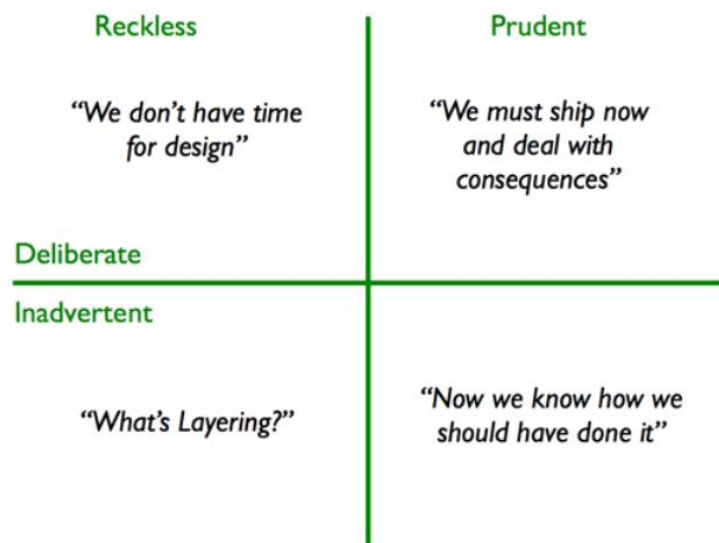 Reckless
Prudent
“We don’t have time
for design”
“We must ship now
and deal with
consequences”
Deliberate
Inadvertent
“What’s Layering?”
“Now we know how we
should have done it”